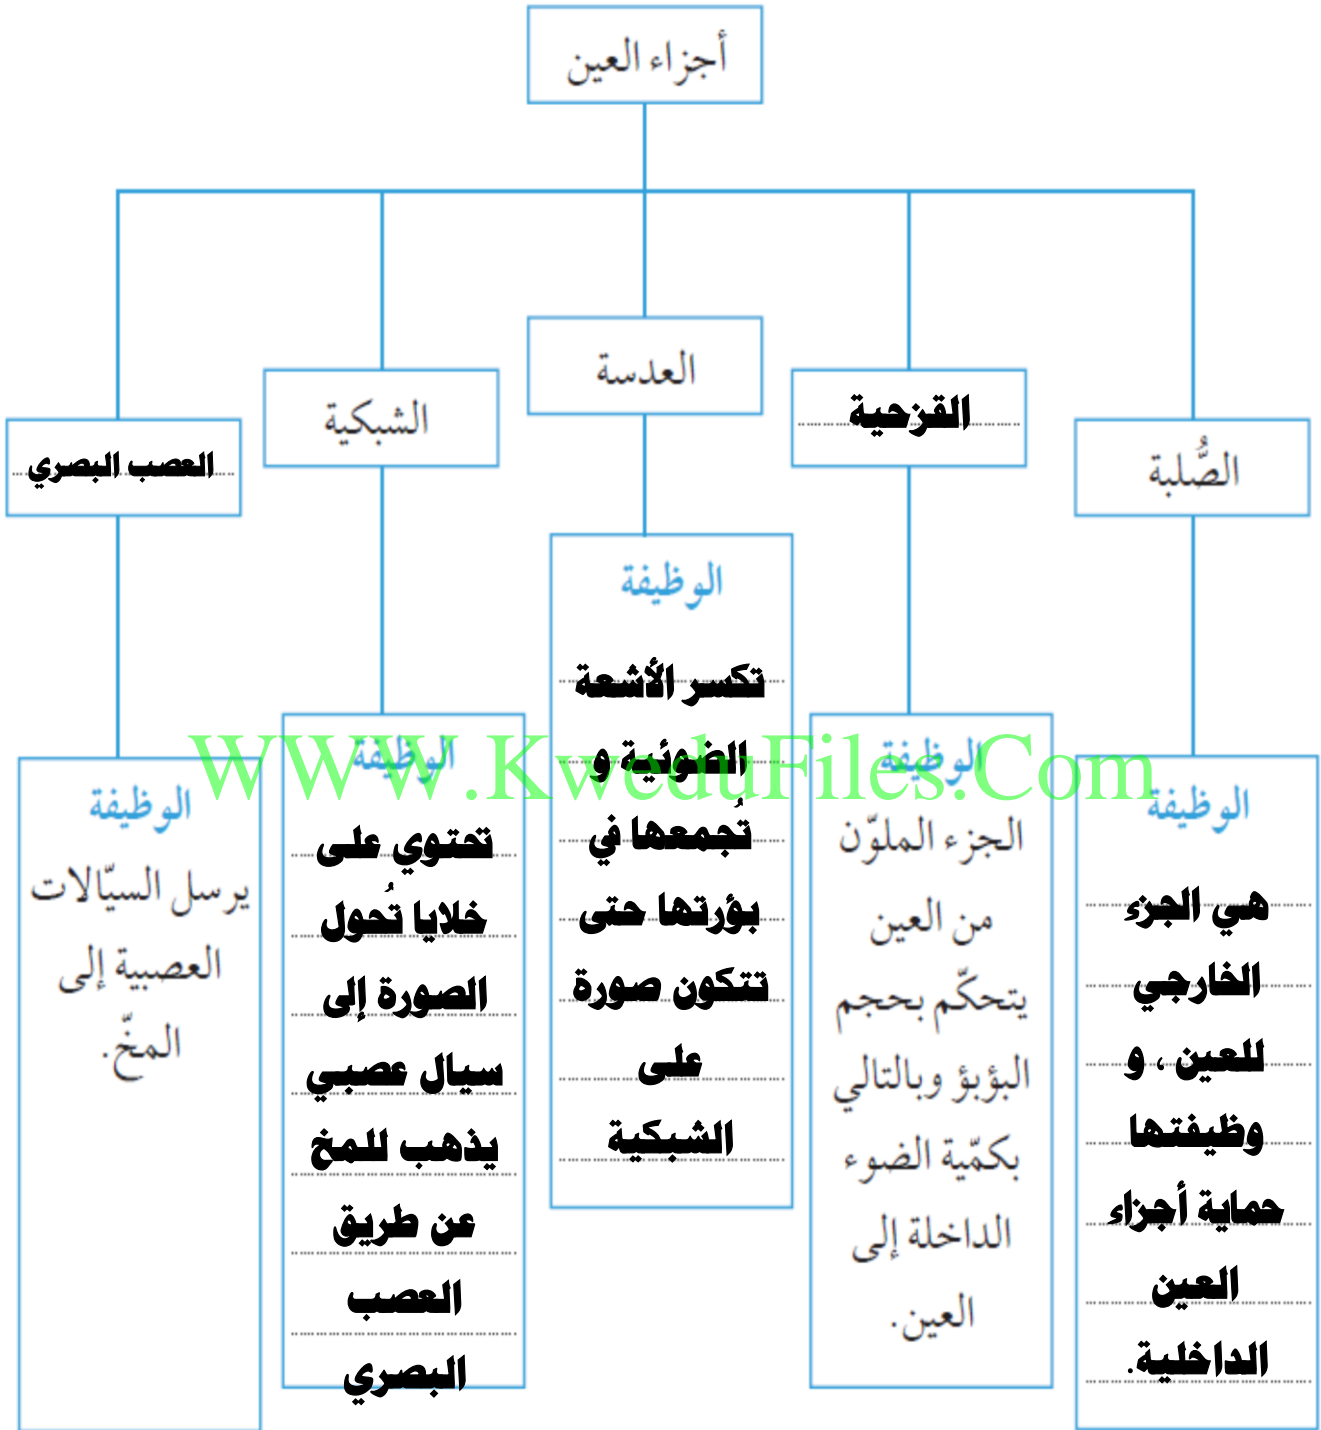 أجزاء العين
الصُّلبة
الوظيفة
هي الجزء
الخارجي
للعين ، و
وظيفتها
حماية أجزاء
العين
الداخلية.
القزحية
الوظيفة
الجزء الملوّن
من العين
يتحكّم بحجم
البؤبؤ وبالتالي
بكمّية الضوء
الداخلة إلى
العين.
العدسة
الوظيفة
تكسر الأشعة
الضوئية و
تُجمعها في
بؤرتها حتى
تتكون صورة
على
الشبكية
الشبكية
الوظيفة
تحتوي على
خلايا تُحول
الصورة إلى
سيال عصبي
يذهب للمخ
عن طريق
العصب
البصري
العصب البصري
الوظيفة
يرسل السيّالات
العصبية إلى
المخّ.
WWW.KweduFiles.Com